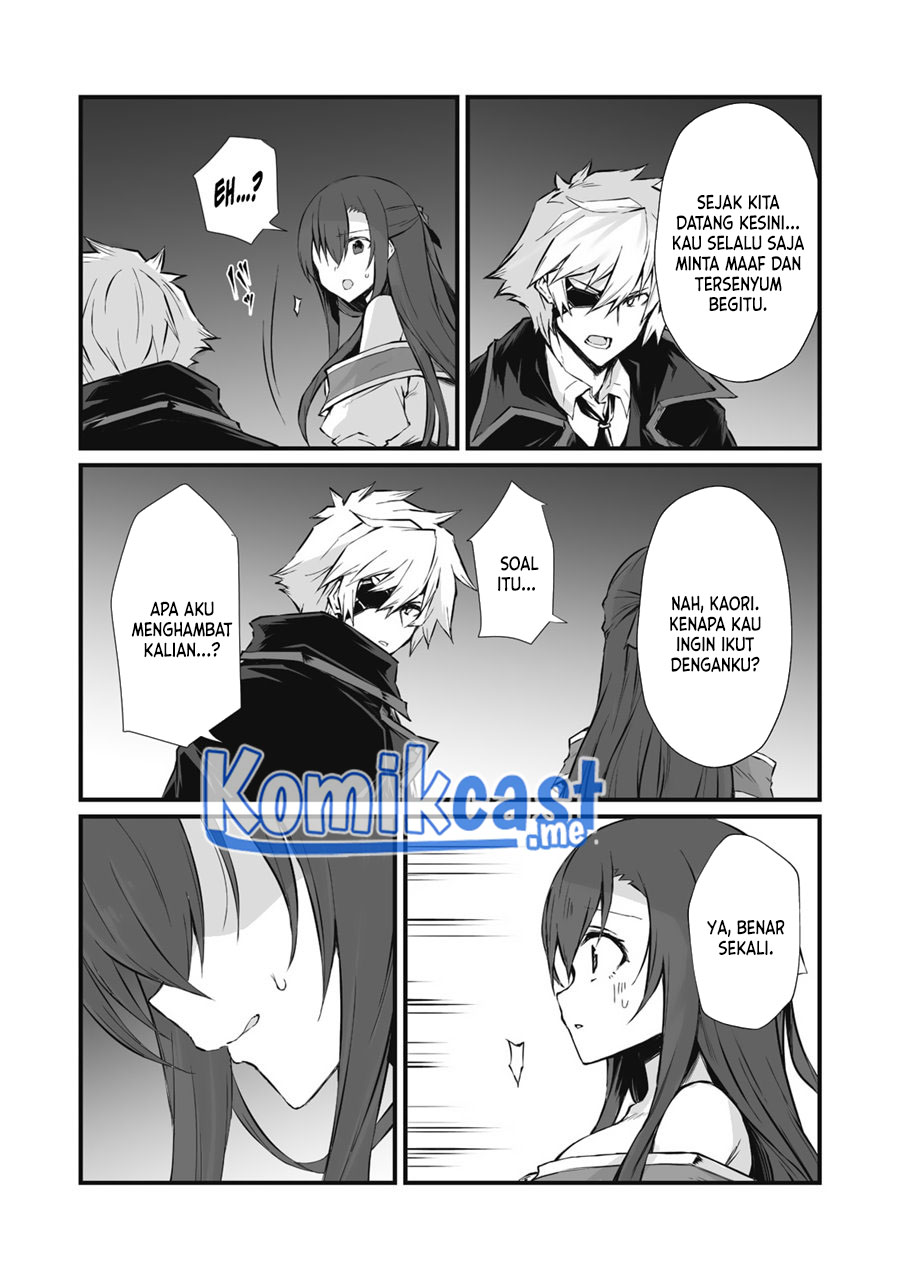 SEJAK KITA
DATANG KESINI...
KAU SELALU SAJA
MINTA MAAF DAN
TERSENYUM
BEGITU.
EH...?
NAH, KAORI.
KENAPA KAU
INGIN IKUT
DENGANKU?
SOAL
ITU...
APA AKU
MENGHAMBAT
KALIAN...?
Komikcast
.me
YA, BENAR
SEKALI.